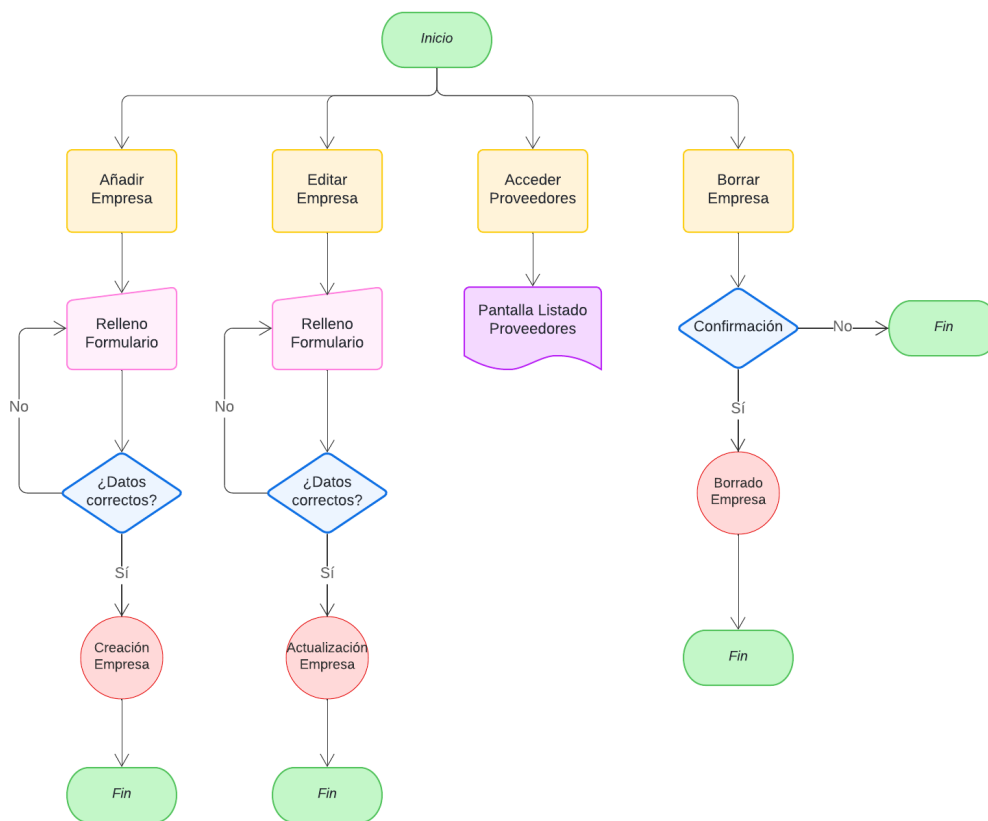 Inicio
Añadir
Empresa
Editar
Empresa
Acceder
Proveedores
Borrar
Empresa
Relleno
Formulario
Relleno
Formulario
Pantalla Listado
Proveedores
Confirmación
No
Fin
No
No
Sí
¿Datos
correctos?
¿Datos
correctos?
Borrado
Empresa
Sí
Sí
Creación
Empresa
Actualización
Empresa
Fin
Fin
Fin